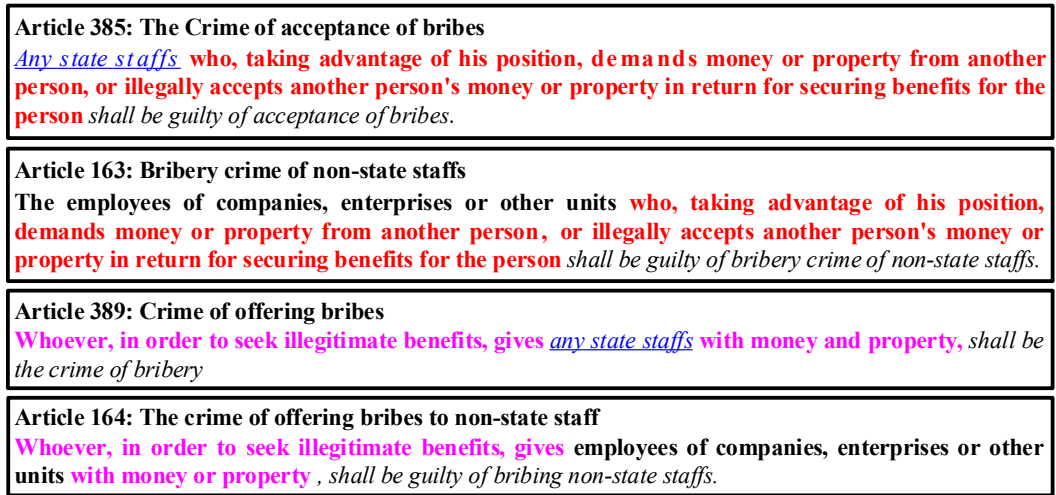 Article 385: The Crime of acceptance of bribes
Any state staffs who, taking advantage of his position, demands money or property from another
person, or illegally accepts another person's money or property in return for securing benefits for the
person shall be guilty of acceptance of bribes.
Article 163: Bribery crime of non-state staffs
The employees of companies, enterprises or other units who, taking advantage of his position,
demands money or property from another person, or illegally accepts another person's money or
property in return for securing benefits for the person shall be guilty of bribery crime of non-state staffs.
Article 389: Crime of offering bribes
Whoever, in order to seek illegitimate benefits, gives any state staffs with money and property, shall be
the crime of bribery
Article 164: The crime of offering bribes to non-state staff
Whoever, in order to seek illegitimate benefits, gives employees of companies, enterprises or other
units with money or property , shall be guilty of bribing non-state staffs.